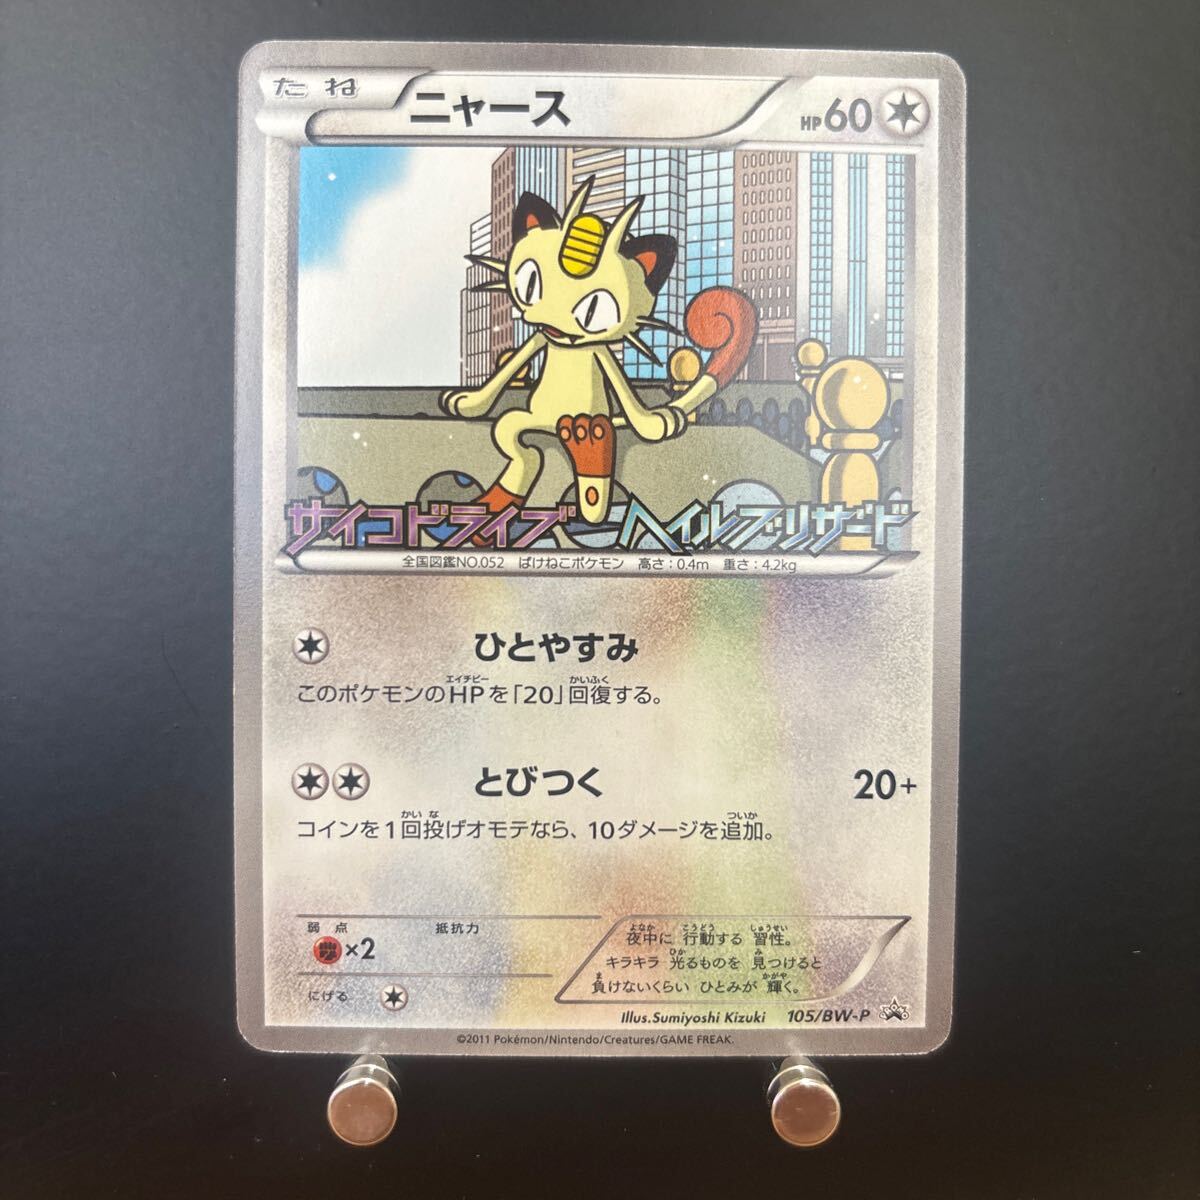 たね
ニャース
HP60
サイコドライブ ヘイルブリザード
全国図鑑NO.052 ばけねこポケモン 高さ:0.4m 重さ:4.2kg
ひとやすみ
エイチピー かいふく
このポケモンのHPを「20」回復する。
とびつく 20+
かい な ついか
コインを1回投げオモテなら、10ダメージを追加。
弱点 抵抗力
×2
にげる
よなか こうどう しゅうせい
夜中に 行動する 習性。
ひか み
キラキラ 光るものを 見つけると
ま かがや
負けないくらい ひとみが 輝く。
Illus.Sumiyoshi Kizuki 105/BW-P
©2011 Pokémon/Nintendo/Creatures/GAME FREAK.